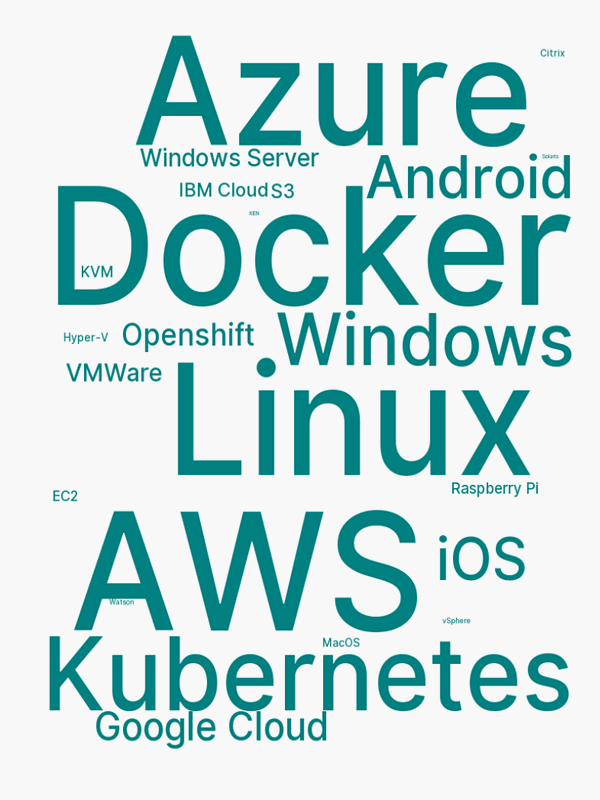 Azure
Citrix
Windows Server
Solaris
Android
IBM Cloud S3
XEN
Docker
KVM
Windows
Hyper-V
Openshift
VMWare
Linux
Raspberry Pi
EC2
AWS
iOS
Watson
vSphere
MacOS
Kubernetes
Google Cloud